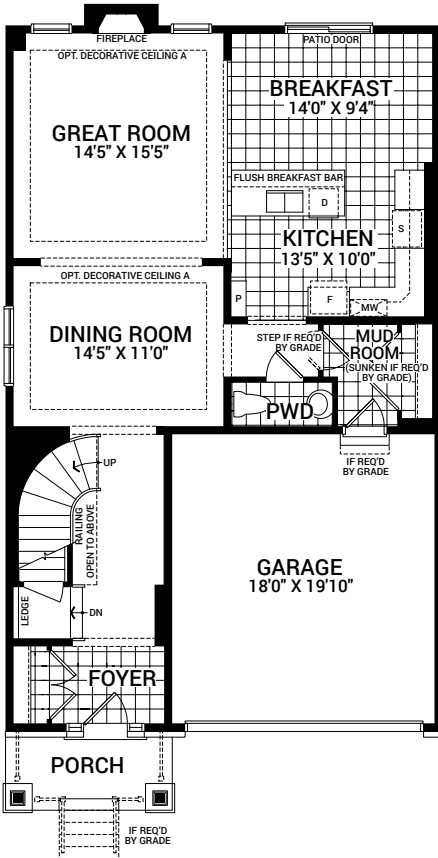 FIREPLACE
PATIO DOOR
OPT. DECORATIVE CEILING A
BREAKFAST
14'0" X 9'4"
GREAT ROOM
14'5" X 15'5"
FLUSH BREAKFAST BAR
D
S
KITCHEN
13'5" X 10'0"
OPT. DECORATIVE CEILING A
P
F
MW
DINING ROOM
14'5" X 11'0"
STEP IF REQ'D
BY GRADE
MUD
ROOM
(SUNKEN IF REQ'D
BY GRADE)
PWD
UP
IF REQ'D
BY GRADE
RAILING
OPEN TO ABOVE
GARAGE
18'0" X 19'10"
LEDGE
DN
FOYER
PORCH
IF REQ'D
BY GRADE